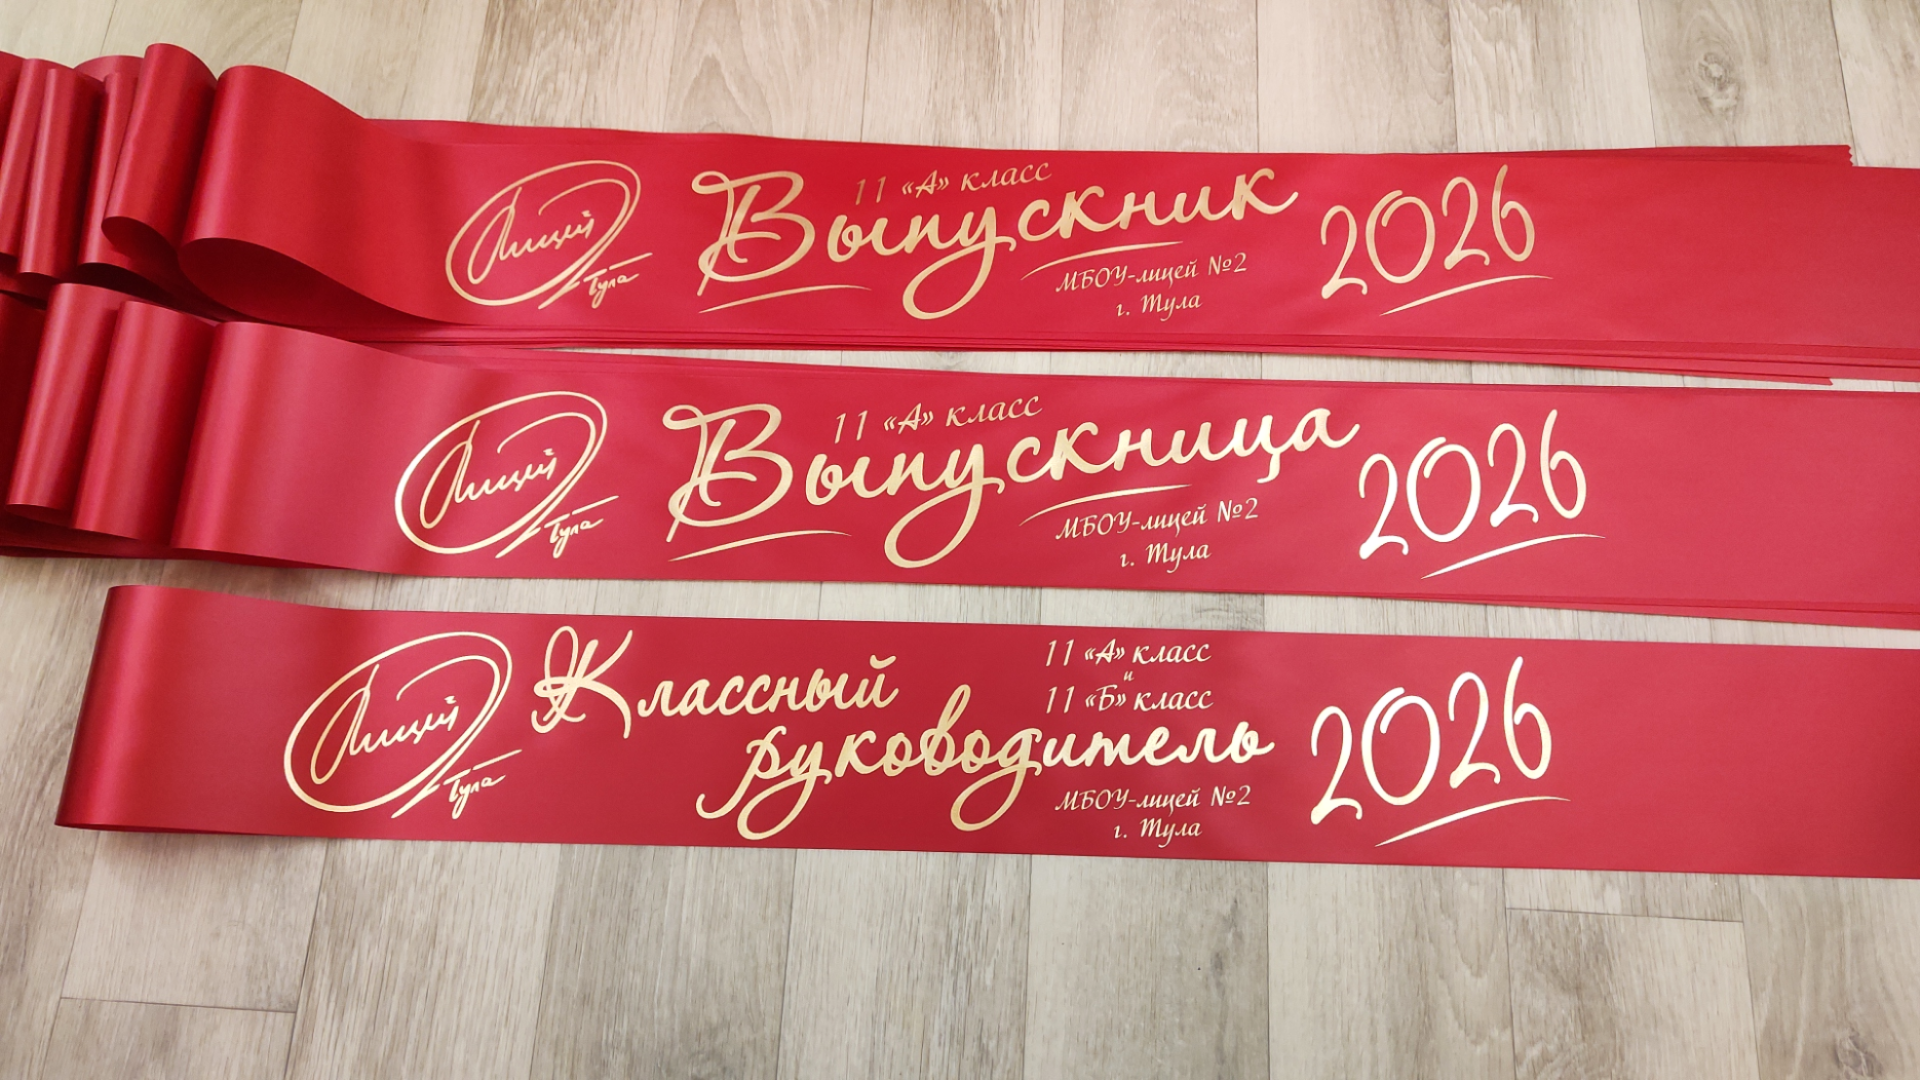 Лицей
Тула
11 «А» класс
Выпускник
МБОУ-лицей №2
г. Тула
2026
Лицей
Тула
11 «А» класс
Выпускница
МБОУ-лицей №2
г. Тула
2026
Лицей
Тула
Классный
руководитель
11 «А» класс
и
11 «Б» класс
МБОУ-лицей №2
г. Тула
2026